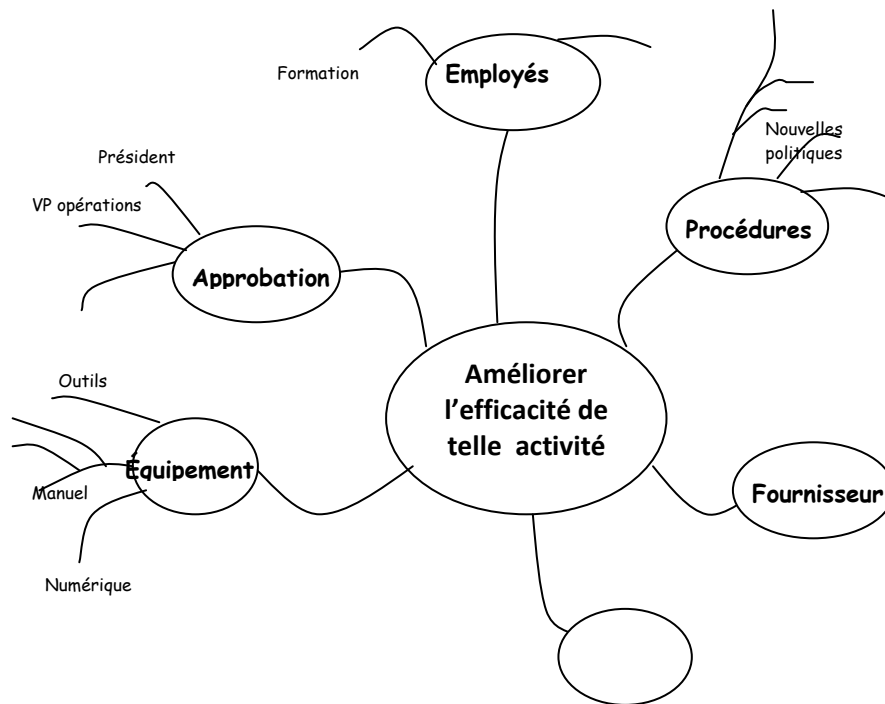 Employés
Formation
Nouvelles
politiques
Président
VP opérations
Procédures
Approbation
Améliorer
l’efficacité de
telle activité
Outils
Équipement
Manuel
Fournisseur
Numérique